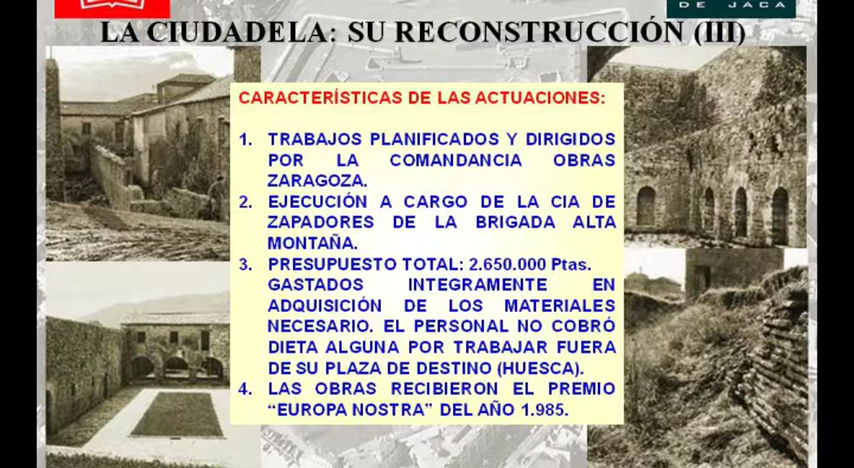 DE JACA
LA CIUDADELA: SU RECONSTRUCCIÓN (III)
CARACTERÍSTICAS DE LAS ACTUACIONES:
1. TRABAJOS PLANIFICADOS Y DIRIGIDOS
POR LA COMANDANCIA OBRAS
ZARAGOZA.
2. EJECUCIÓN A CARGO DE LA CIA DE
ZAPADORES DE LA BRIGADA ALTA
MONTAÑA.
3. PRESUPUESTO TOTAL: 2.650.000 Ptas.
GASTADOS INTEGRAMENTE EN
ADQUISICIÓN DE LOS MATERIALES
NECESARIO. EL PERSONAL NO COBRÓ
DIETA ALGUNA POR TRABAJAR FUERA
DE SU PLAZA DE DESTINO (HUESCA).
4. LAS OBRAS RECIBIERON EL PREMIO
“EUROPA NOSTRA” DEL AÑO 1.985.